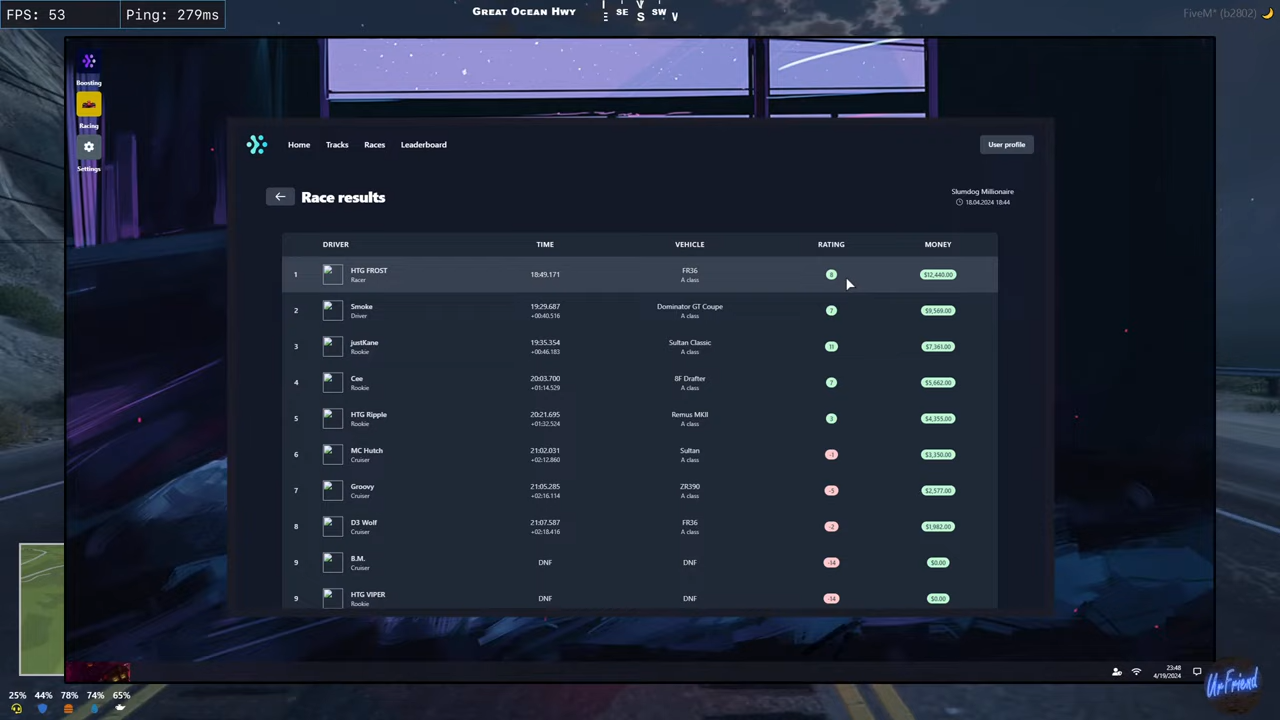 FPS: 53
Ping: 279ms
GREAT OCEAN HWY
SE S SW
FiveM* (b2802)
Boosting
Racing
Settings
Home
Tracks
Races
Leaderboard
User profile
Race results
Slumdog Millionaire
18.04.2024 18:44
DRIVER TIME VEHICLE RATING MONEY
1 HTG FROST 18:49.171 FR36 8 $12,440.00
Racer A class
2 Smoke 19:29.687 Dominator GT Coupe 7 $9,569.00
Driver +00:40.516 A class
3 justKane 19:35.354 Sultan Classic 11 $7,361.00
Rookie +00:46.183 A class
4 Cee 20:03.700 8F Drafter 7 $5,662.00
Rookie +01:14.529 A class
5 HTG Ripple 20:21.695 Remus MKII 3 $4,355.00
Rookie +01:32.524 A class
6 MC Hutch 21:02.031 Sultan -1 $3,350.00
Cruiser +02:12.860 A class
7 Groovy 21:05.285 ZR390 -5 $2,577.00
Cruiser +02:16.114 A class
8 D3 Wolf 21:07.587 FR36 -2 $1,982.00
Cruiser +02:18.416 A class
9 B.M. DNF DNF -14 $0.00
Cruiser
9 HTG VIPER DNF DNF -14 $0.00
Rookie
23:48
4/19/2024
25% 44% 78% 74% 65%
UrFriend